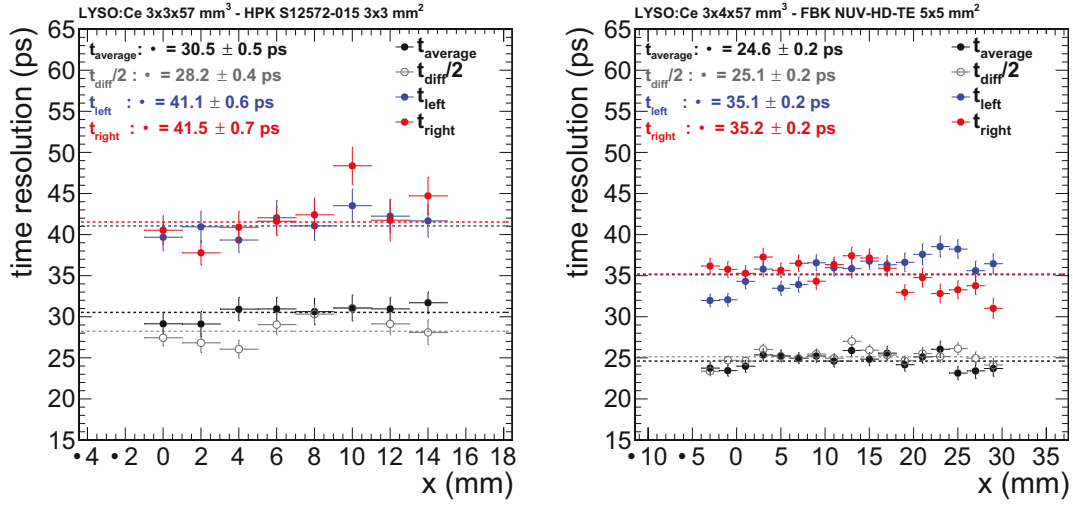 LYSO:Ce 3x3x57 mm³ - HPK S12572-015 3x3 mm²
time resolution (ps)
65
60
55
50
45
40
35
30
25
20
15
t_average : • = 30.5 ± 0.5 ps
t_diff/2 : • = 28.2 ± 0.4 ps
t_left : • = 41.1 ± 0.6 ps
t_right : • = 41.5 ± 0.7 ps
t_average
t_diff/2
t_left
t_right
• 4 • 2 0 2 4 6 8 10 12 14 16 18
x (mm)
LYSO:Ce 3x4x57 mm³ - FBK NUV-HD-TE 5x5 mm²
time resolution (ps)
65
60
55
50
45
40
35
30
25
20
15
t_average : • = 24.6 ± 0.2 ps
t_diff/2 : • = 25.1 ± 0.2 ps
t_left : • = 35.1 ± 0.2 ps
t_right : • = 35.2 ± 0.2 ps
t_average
t_diff/2
t_left
t_right
• 10 • 5 0 5 10 15 20 25 30 35
x (mm)